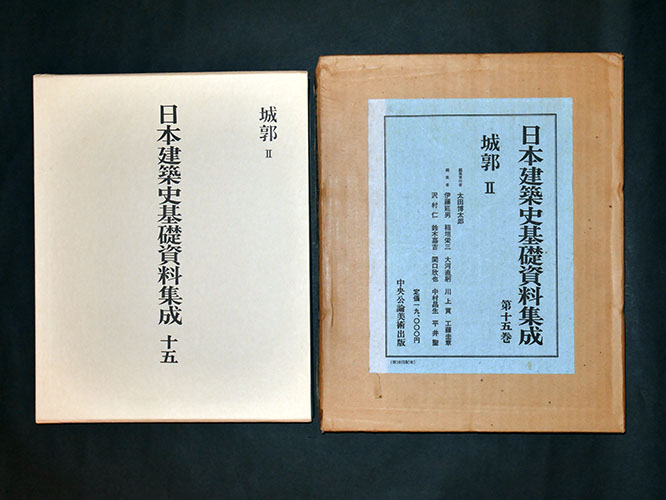 城郭 II
日本建築史基礎資料集成 十五
日本建築史基礎資料集成
第十五巻
城郭 II
太田博太郎
伊藤延男 稲垣栄三 大河直躬 川上貢 工藤圭章
沢村仁 鈴木嘉吉 関口欣也 中村昌生 平井聖
定価一九、〇〇〇円
中央公論美術出版